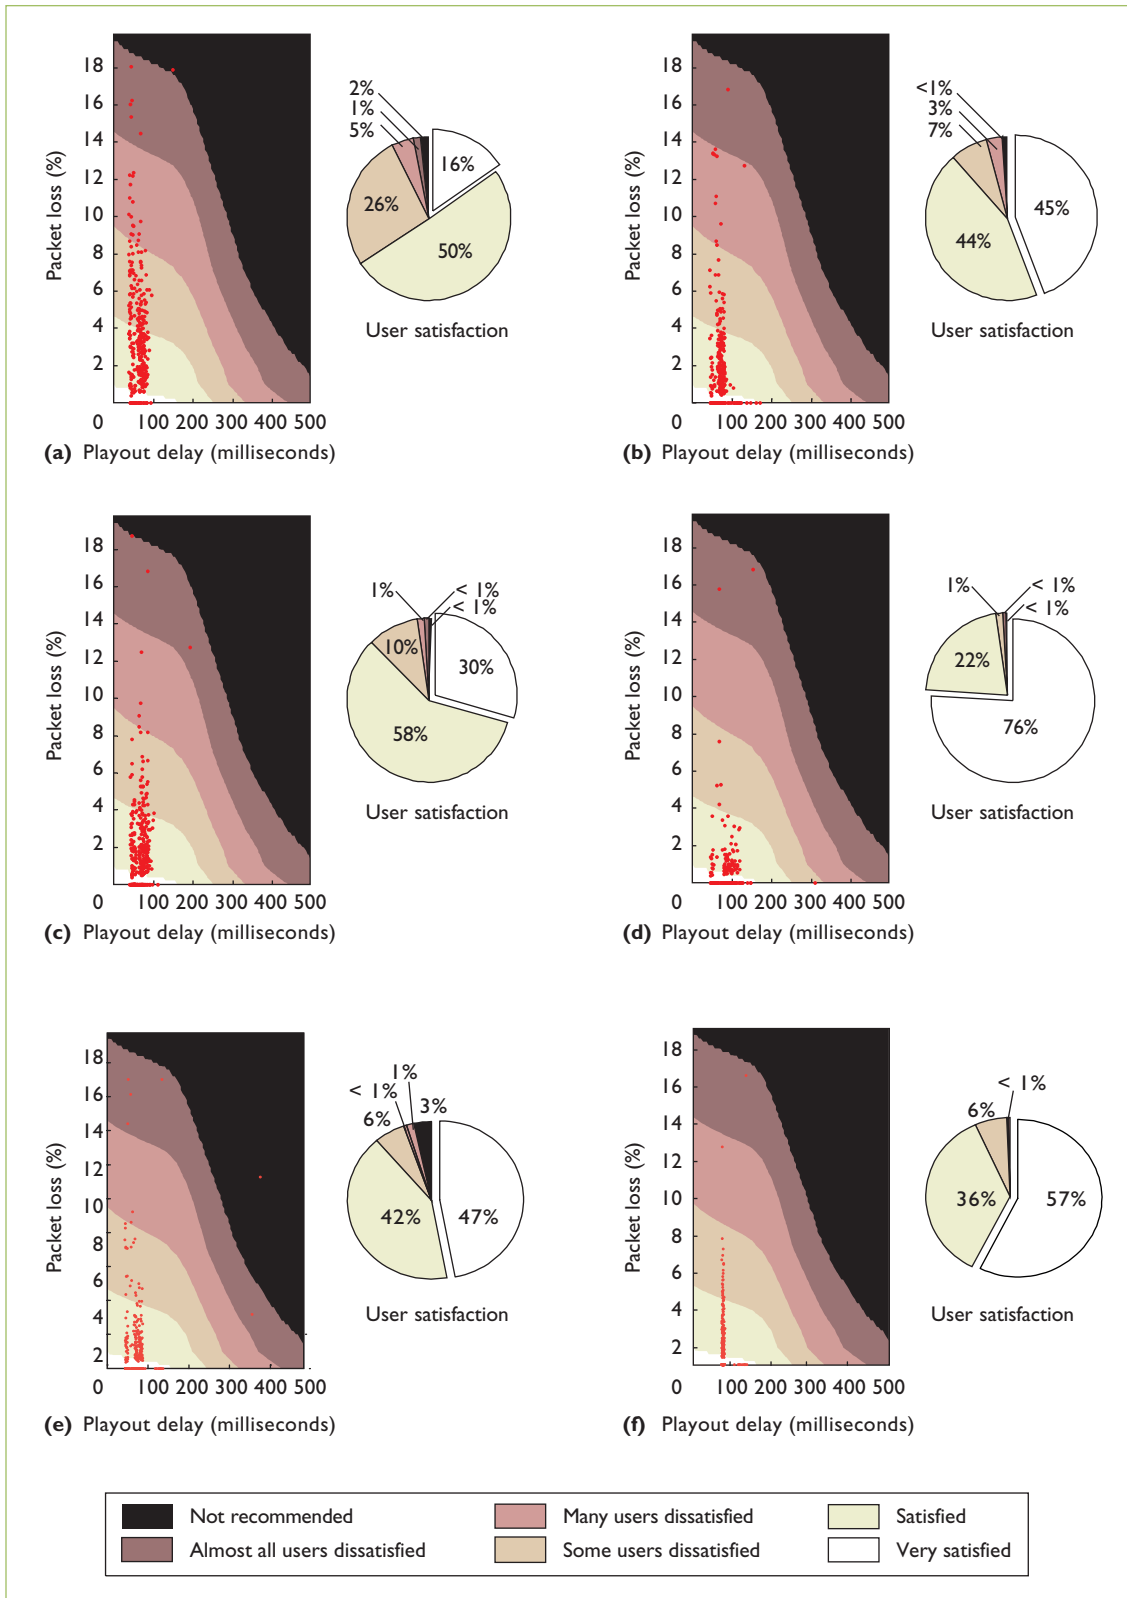 18
16
14
12
10
8
6
4
2
0 100 200 300 400 500
Packet loss (%)
(a) Playout delay (milliseconds)
2%
1%
5%
16%
26%
50%
User satisfaction
18
16
14
12
10
8
6
4
2
0 100 200 300 400 500
Packet loss (%)
(b) Playout delay (milliseconds)
<1%
3%
7%
45%
44%
User satisfaction
18
16
14
12
10
8
6
4
2
0 100 200 300 400 500
Packet loss (%)
(c) Playout delay (milliseconds)
1%
< 1%
< 1%
10%
30%
58%
User satisfaction
18
16
14
12
10
8
6
4
2
0 100 200 300 400 500
Packet loss (%)
(d) Playout delay (milliseconds)
1%
< 1%
< 1%
22%
76%
User satisfaction
18
16
14
12
10
8
6
4
2
0 100 200 300 400 500
Packet loss (%)
(e) Playout delay (milliseconds)
1%
< 1%
3%
6%
42%
47%
User satisfaction
18
16
14
12
10
8
6
4
2
0 100 200 300 400 500
Packet loss (%)
(f) Playout delay (milliseconds)
< 1%
6%
36%
57%
User satisfaction
Not recommended
Many users dissatisfied
Satisfied
Almost all users dissatisfied
Some users dissatisfied
Very satisfied